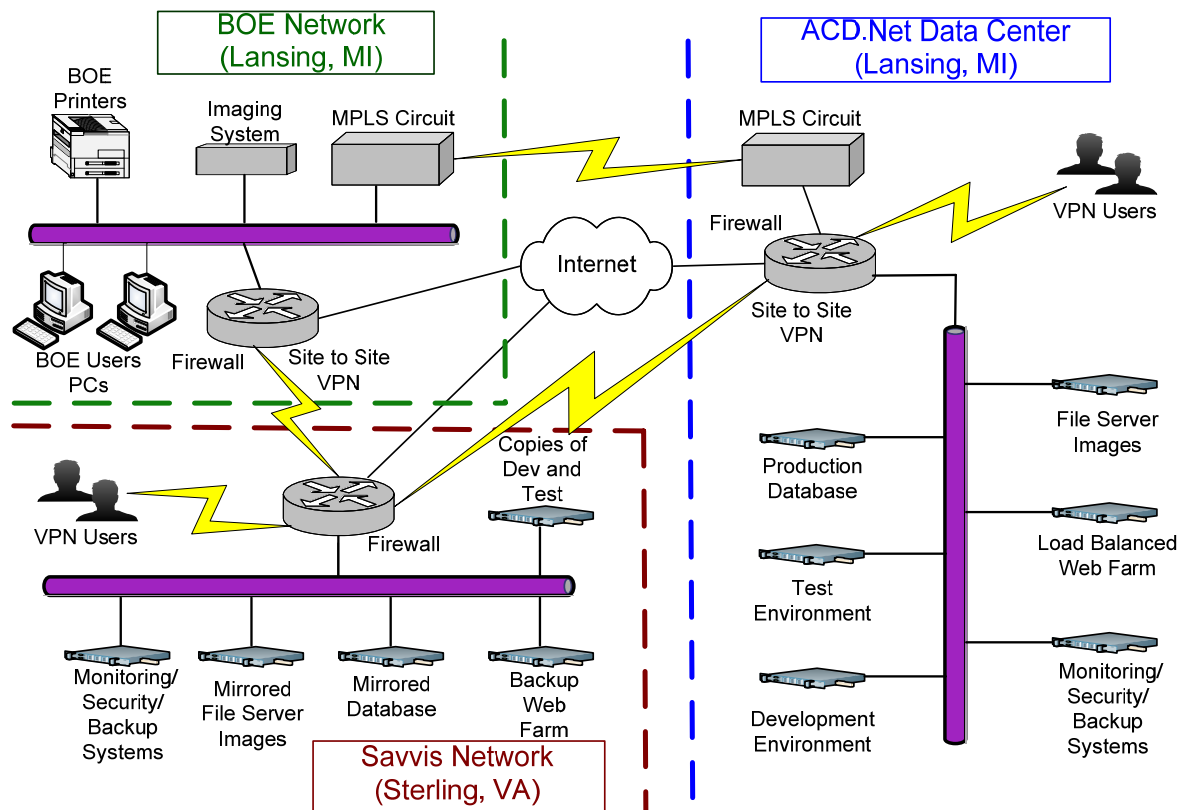 BOE Network
(Lansing, MI)
ACD.Net Data Center
(Lansing, MI)
BOE
Printers
Imaging
System
MPLS Circuit
MPLS Circuit
VPN Users
Firewall
Internet
Site to Site
VPN
BOE Users
PCs
Firewall
Site to Site
VPN
File Server
Images
Production
Database
Load Balanced
Web Farm
Test
Environment
Monitoring/
Security/
Backup
Systems
Development
Environment
Copies of
Dev and
Test
VPN Users
Firewall
Monitoring/
Security/
Backup
Systems
Mirrored
File Server
Images
Mirrored
Database
Backup
Web
Farm
Savvis Network
(Sterling, VA)